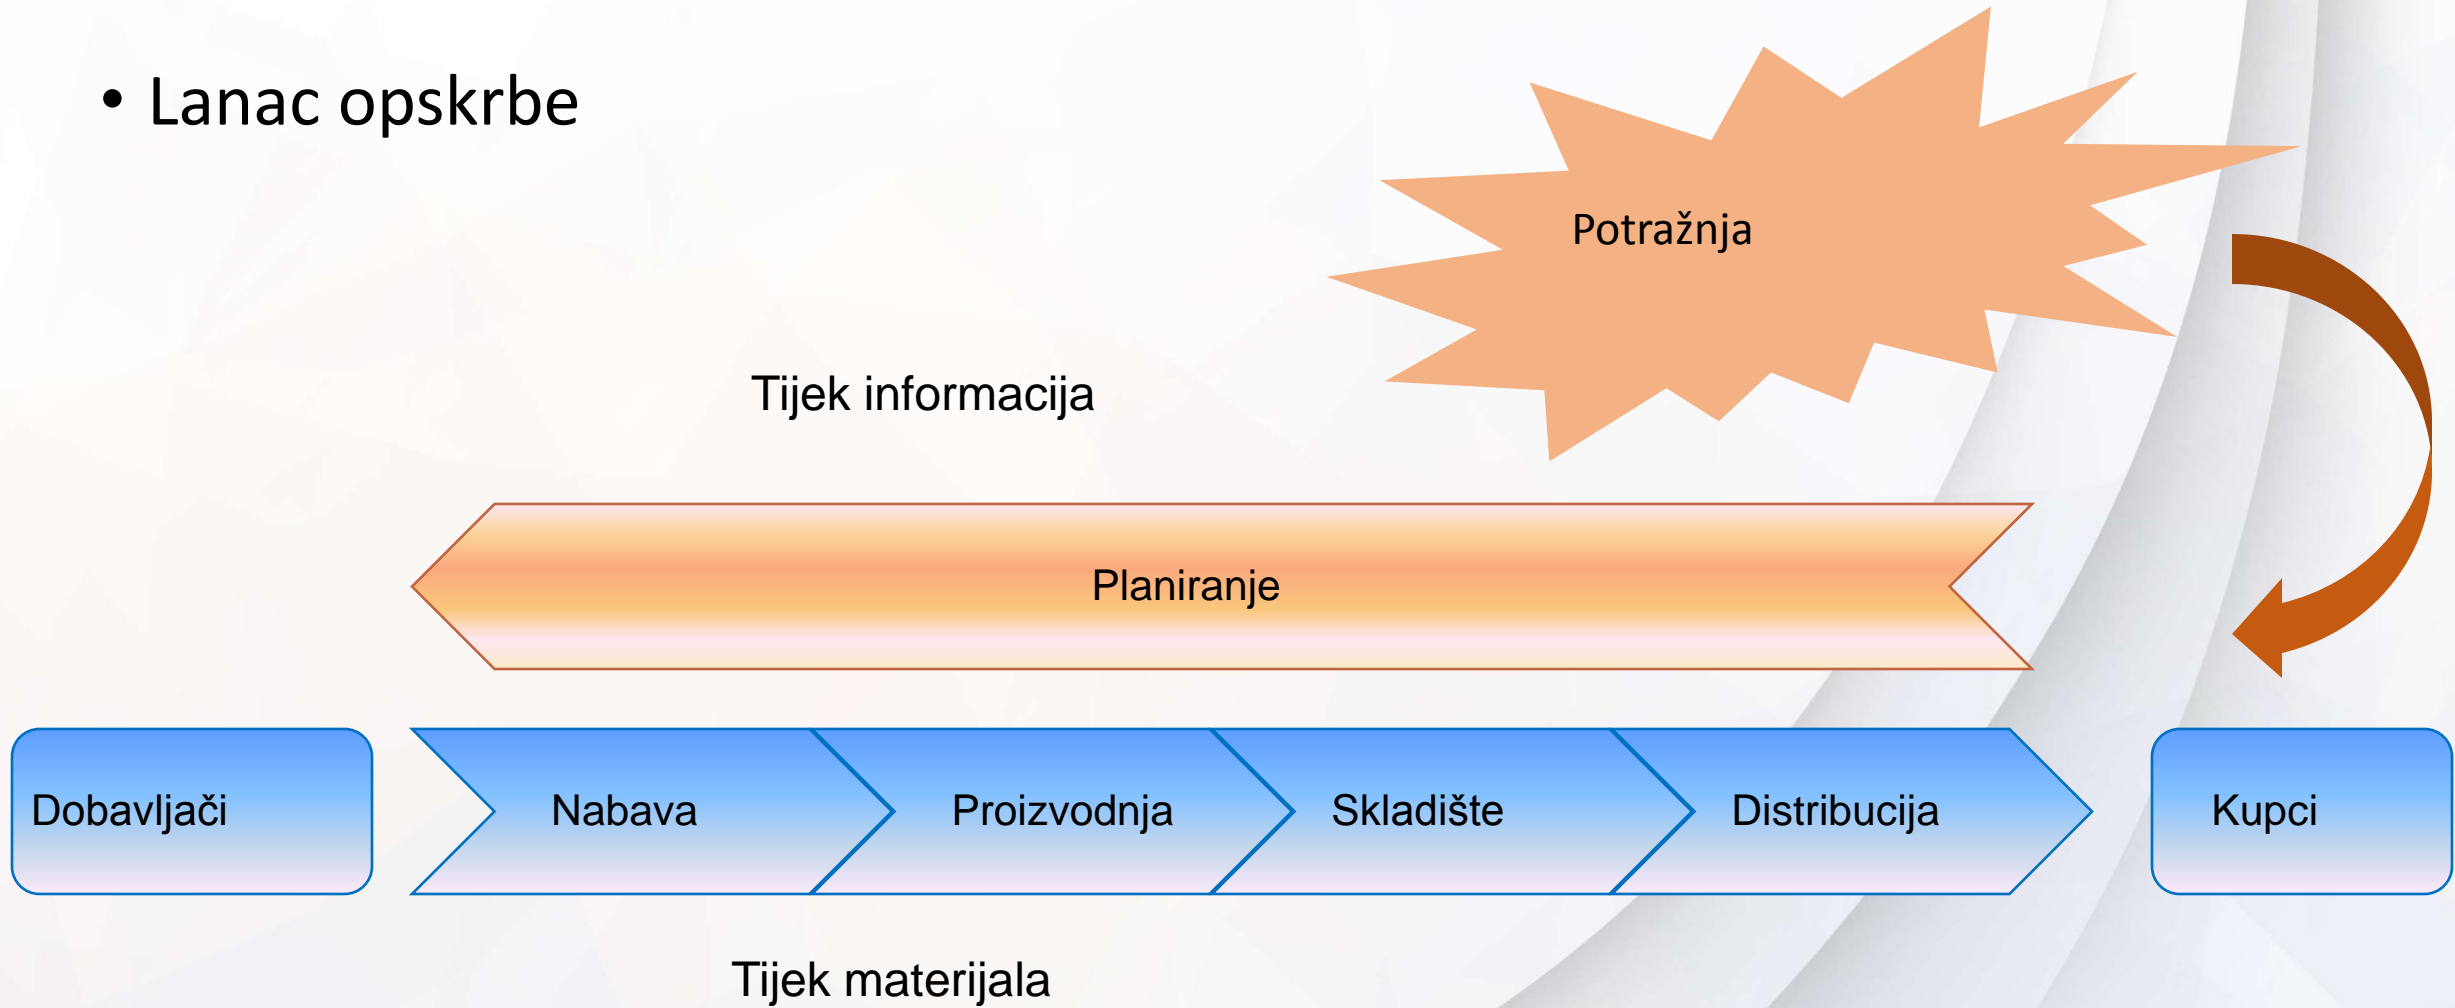 • Lanac opskrbe
Potražnja
Tijek informacija
Planiranje
Dobavljači
Nabava
Proizvodnja
Skladište
Distribucija
Kupci
Tijek materijala